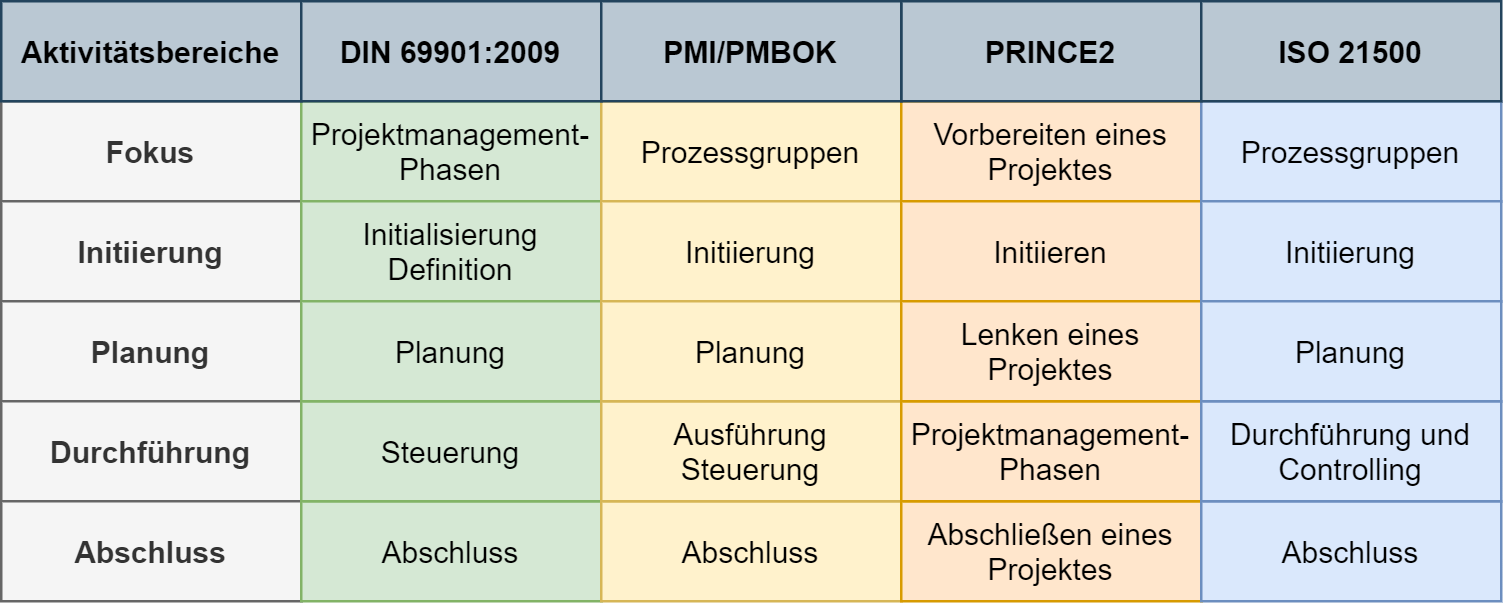 Aktivitätsbereiche
DIN 69901:2009
PMI/PMBOK
PRINCE2
ISO 21500
Fokus
Projektmanagement-
Phasen
Prozessgruppen
Vorbereiten eines
Projektes
Prozessgruppen
Initiierung
Initialisierung
Definition
Initiierung
Initiieren
Initiierung
Planung
Planung
Planung
Lenken eines
Projektes
Planung
Durchführung
Steuerung
Ausführung
Steuerung
Projektmanagement-
Phasen
Durchführung und
Controlling
Abschluss
Abschluss
Abschluss
Abschließen eines
Projektes
Abschluss